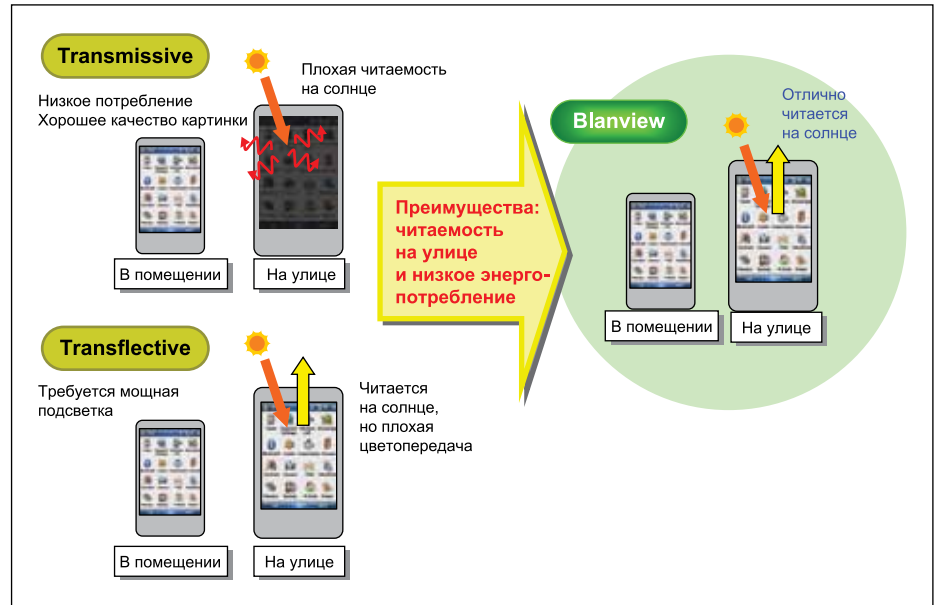 Transmissive
Низкое потребление
Хорошее качество картинки
Плохая читаемость
на солнце
В помещении
На улице
Transflective
Требуется мощная
подсветка
Читается
на солнце,
но плохая
цветопередача
В помещении
На улице
Преимущества:
читаемость
на улице
и низкое энерго-
потребление
Blanview
Отлично
читается
на солнце
В помещении
На улице